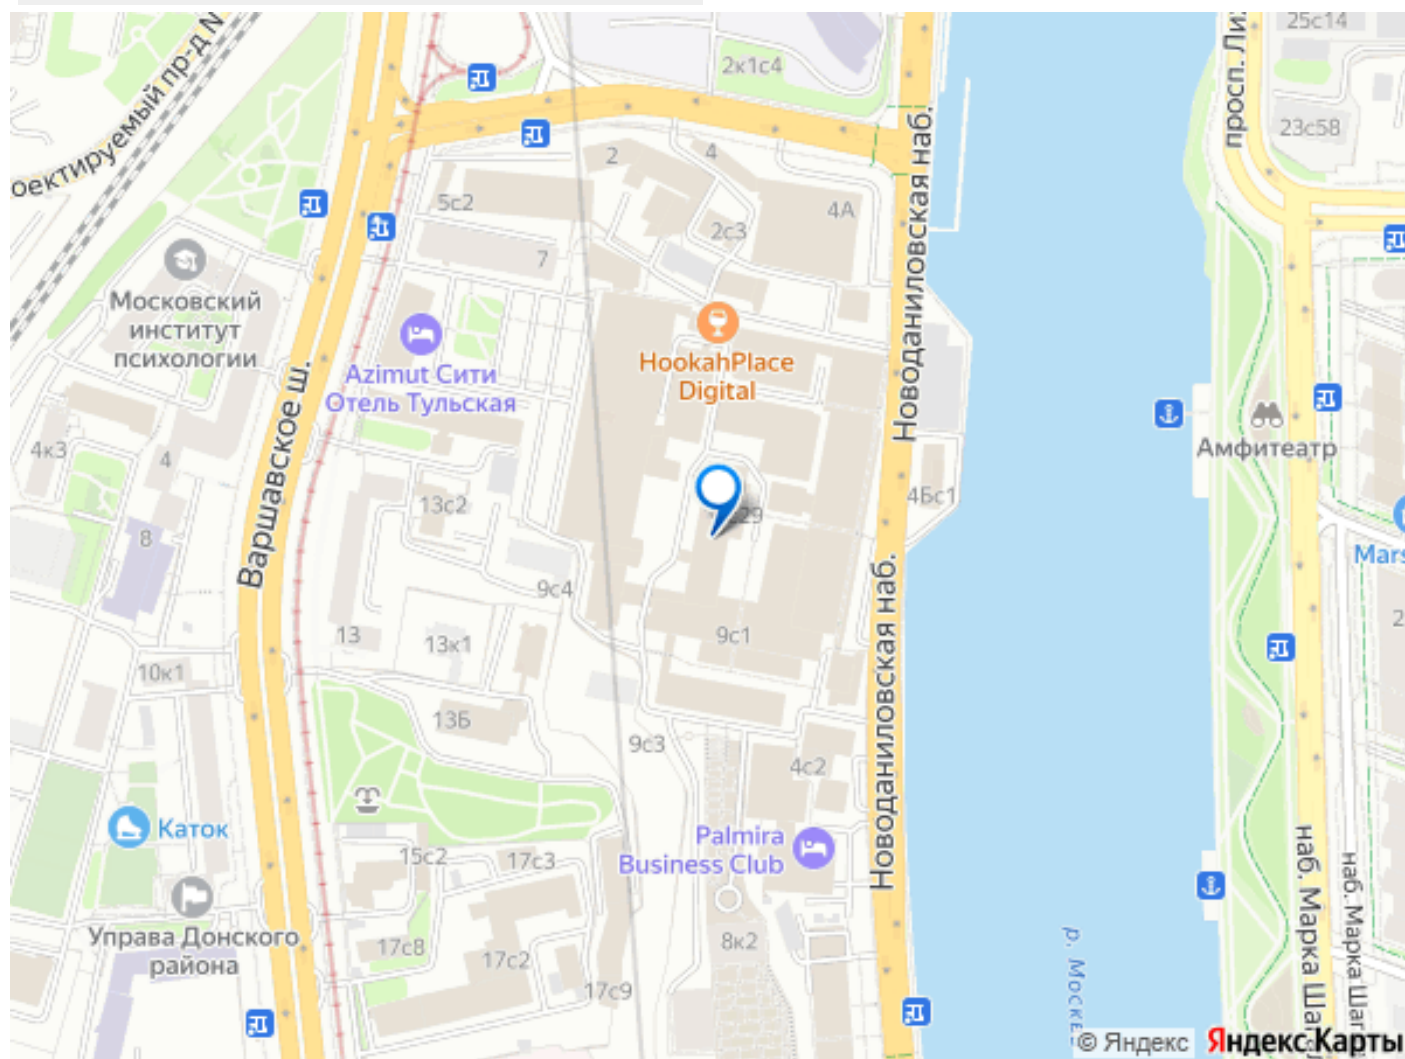 25с14
просп. Ли
2к1с4
23с58
оектируемый пр-д
Новоданиловская наб.
2
4
5с2
4А
2с3
7
Московский
институт
психологии
HookahPlace
Digital
Azimut Сити
Отель Тульская
Варшавское ш.
4к3
4
Амфитеатр
13с2
4Бс1
29
8
Mars
9с4
Новоданиловская наб.
9с1
13
13к1
10к1
13Б
9с3
4с2
Каток
Palmira
Business Club
15с2
17с3
наб. Марка Шаг
наб. Марка Шаг
Управа Донского
района
17с8
17с2
8к2
17с9
р. Москв
© Яндекс Яндекс Карты